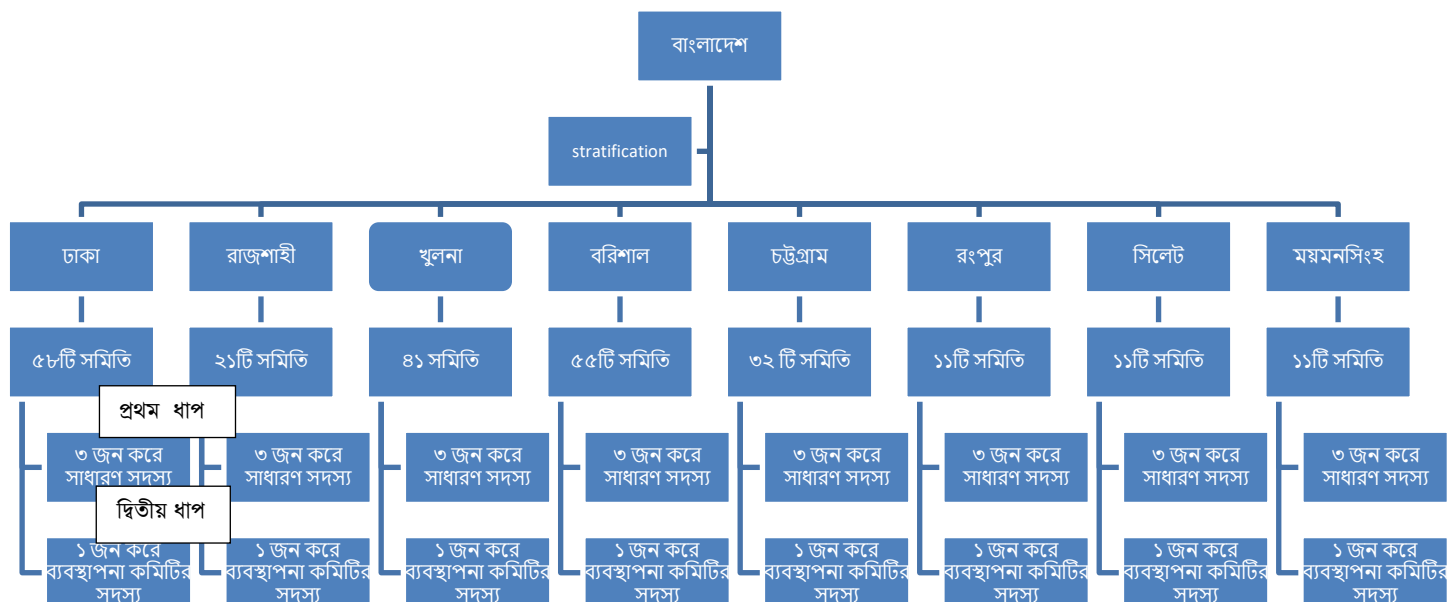 বাংলাদেশ
stratification
ঢাকা
রাজশাহী
খুলনা
বরিশাল
চট্টগ্রাম
রংপুর
সিলেট
ময়মনসিংহ
৫৮টি সমিতি
২১টি সমিতি
৪১ সমিতি
৫৫টি সমিতি
৩২ টি সমিতি
১১টি সমিতি
১১টি সমিতি
১১টি সমিতি
প্রথম ধাপ
৩ জন করে
সাধারণ সদস্য
৩ জন করে
সাধারণ সদস্য
৩ জন করে
সাধারণ সদস্য
৩ জন করে
সাধারণ সদস্য
৩ জন করে
সাধারণ সদস্য
৩ জন করে
সাধারণ সদস্য
৩ জন করে
সাধারণ সদস্য
৩ জন করে
সাধারণ সদস্য
দ্বিতীয় ধাপ
১ জন করে
ব্যবস্থাপনা কমিটির
সদস্য
১ জন করে
ব্যবস্থাপনা কমিটির
সদস্য
১ জন করে
ব্যবস্থাপনা কমিটির
সদস্য
১ জন করে
ব্যবস্থাপনা কমিটির
সদস্য
১ জন করে
ব্যবস্থাপনা কমিটির
সদস্য
১ জন করে
ব্যবস্থাপনা কমিটির
সদস্য
১ জন করে
ব্যবস্থাপনা কমিটির
সদস্য
১ জন করে
ব্যবস্থাপনা কমিটির
সদস্য